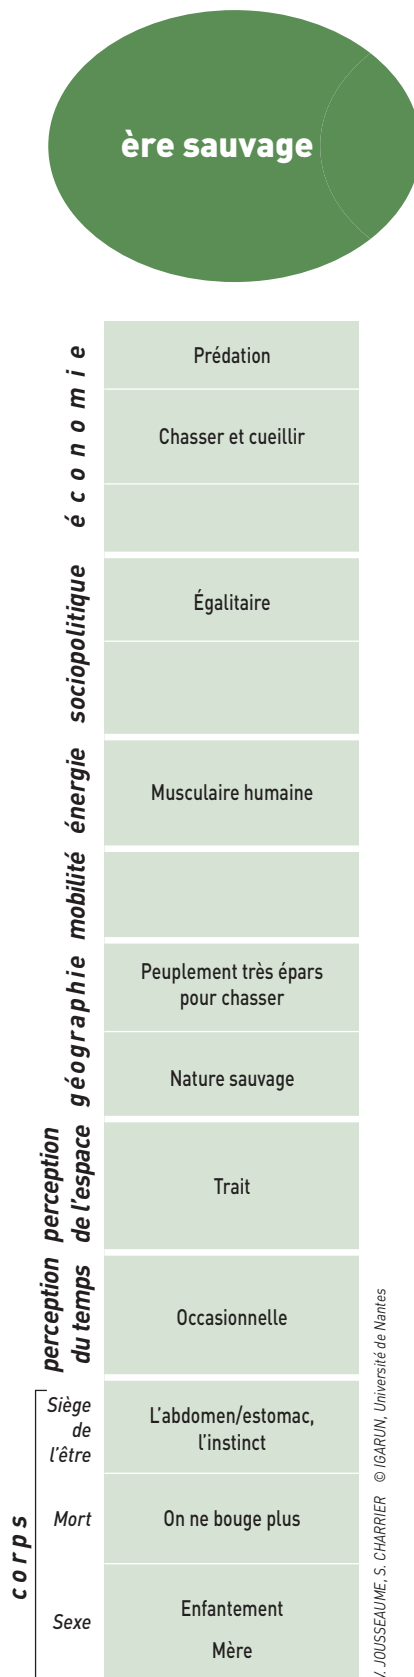 ère sauvage
économie
Prédation
Chasser et cueillir
sociopolitique
Égalitaire
énergie
Musculaire humaine
mobilité
géographie
Peuplement très épars
pour chasser
Nature sauvage
perception
de l'espace
Trait
perception
du temps
Occasionnelle
corps
Siège
de
l'être
L'abdomen/estomac,
l'instinct
Mort
On ne bouge plus
Sexe
Enfantement
Mère
JOUSSEAUME, S. CHARRIER © IGARUN, Université de Nantes